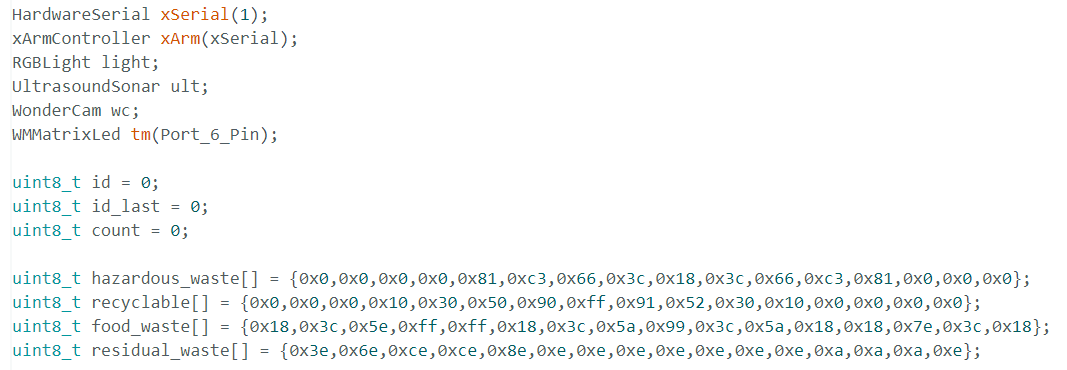 HardwareSerial xSerial(1);
xArmController xArm(xSerial);
RGBLight light;
UltrasoundSonar ult;
WonderCam wc;
WMMatrixLed tm(Port_6_Pin);
uint8_t id = 0;
uint8_t id_last = 0;
uint8_t count = 0;
uint8_t hazardous_waste[] = {0x0,0x0,0x0,0x0,0x81,0xc3,0x66,0x3c,0x18,0x3c,0x66,0xc3,0x81,0x0,0x0,0x0};
uint8_t recyclable[] = {0x0,0x0,0x0,0x10,0x30,0x50,0x90,0xff,0x91,0x52,0x30,0x10,0x0,0x0,0x0,0x0};
uint8_t food_waste[] = {0x18,0x3c,0x5e,0xff,0xff,0x18,0x3c,0x5a,0x99,0x3c,0x5a,0x18,0x18,0x7e,0x3c,0x18};
uint8_t residual_waste[] = {0x3e,0x6e,0xce,0xce,0x8e,0xe,0xe,0xe,0xe,0xe,0xe,0xe,0xa,0xa,0xa,0xe};